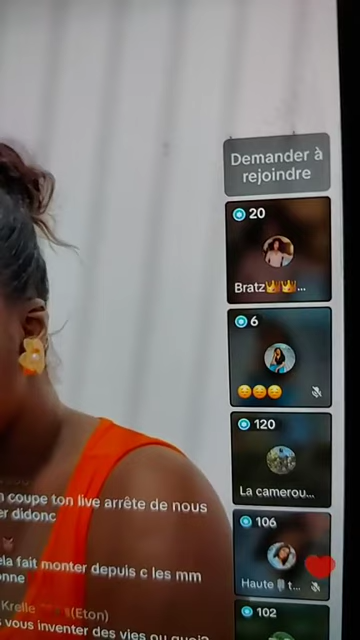 Demander à
rejoindre
20
Bratz👑👑...
6
😊😊😊
120
La camerou...
106
Haute t...
102
coupe ton live arrête de nous
er didonc
ela fait monter depuis c les mm
onne
Krelle (Eton)
s vous inventer des vies ou quoi?